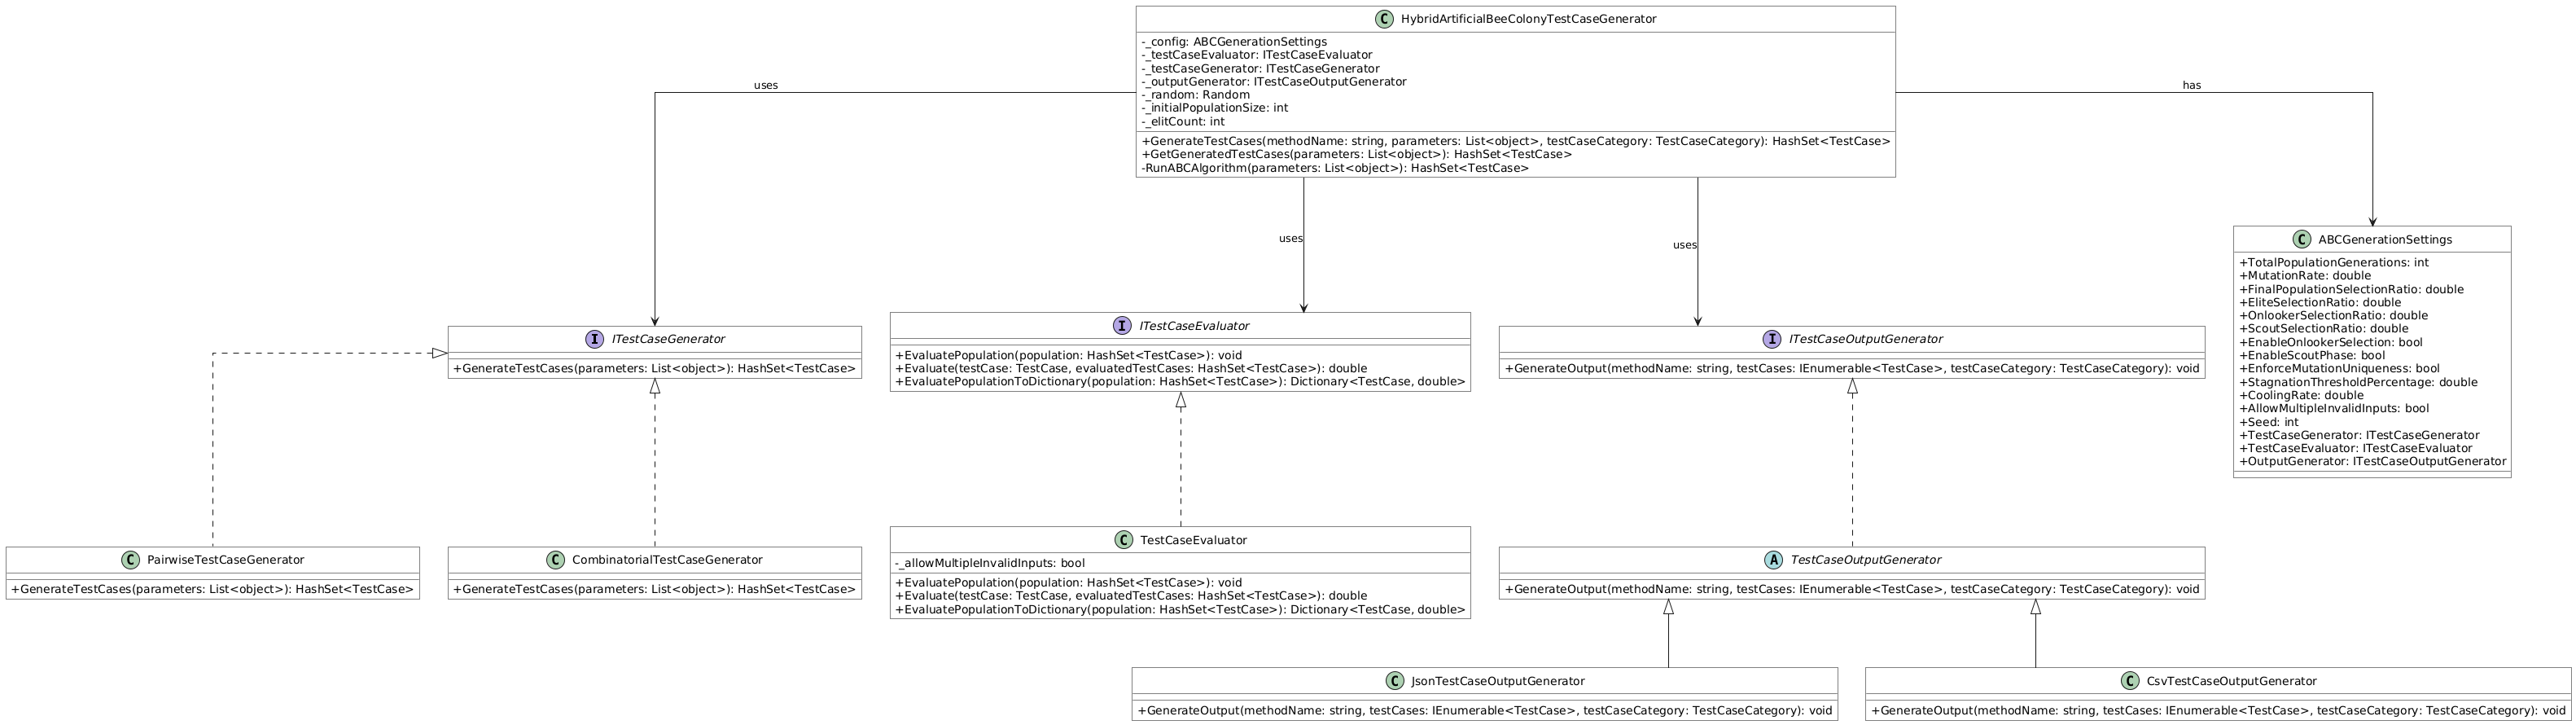 C HybridArtificialBeeColonyTestCaseGenerator
-_config: ABCGenerationSettings
-_testCaseEvaluator: ITestCaseEvaluator
-_testCaseGenerator: ITestCaseGenerator
-_outputGenerator: ITestCaseOutputGenerator
-_random: Random
-_initialPopulationSize: int
-_elitCount: int
+GenerateTestCases(methodName: string, parameters: List<object>, testCaseCategory: TestCaseCategory): HashSet<TestCase>
+GetGeneratedTestCases(parameters: List<object>): HashSet<TestCase>
-RunABCAlgorithm(parameters: List<object>): HashSet<TestCase>
uses
has
uses
uses
C ABCGenerationSettings
+TotalPopulationGenerations: int
+MutationRate: double
+FinalPopulationSelectionRatio: double
+EliteSelectionRatio: double
+OnlookerSelectionRatio: double
+ScoutSelectionRatio: double
+EnableOnlookerSelection: bool
+EnableScoutPhase: bool
+EnforceMutationUniqueness: bool
+StagnationThresholdPercentage: double
+CoolingRate: double
+AllowMultipleInvalidInputs: bool
+Seed: int
+TestCaseGenerator: ITestCaseGenerator
+TestCaseEvaluator: ITestCaseEvaluator
+OutputGenerator: ITestCaseOutputGenerator
I ITestCaseGenerator
+GenerateTestCases(parameters: List<object>): HashSet<TestCase>
I ITestCaseEvaluator
+EvaluatePopulation(population: HashSet<TestCase>): void
+Evaluate(testCase: TestCase, evaluatedTestCases: HashSet<TestCase>): double
+EvaluatePopulationToDictionary(population: HashSet<TestCase>): Dictionary<TestCase, double>
I ITestCaseOutputGenerator
+GenerateOutput(methodName: string, testCases: IEnumerable<TestCase>, testCaseCategory: TestCaseCategory): void
C PairwiseTestCaseGenerator
+GenerateTestCases(parameters: List<object>): HashSet<TestCase>
C CombinatorialTestCaseGenerator
+GenerateTestCases(parameters: List<object>): HashSet<TestCase>
C TestCaseEvaluator
-_allowMultipleInvalidInputs: bool
+EvaluatePopulation(population: HashSet<TestCase>): void
+Evaluate(testCase: TestCase, evaluatedTestCases: HashSet<TestCase>): double
+EvaluatePopulationToDictionary(population: HashSet<TestCase>): Dictionary<TestCase, double>
A TestCaseOutputGenerator
+GenerateOutput(methodName: string, testCases: IEnumerable<TestCase>, testCaseCategory: TestCaseCategory): void
C JsonTestCaseOutputGenerator
+GenerateOutput(methodName: string, testCases: IEnumerable<TestCase>, testCaseCategory: TestCaseCategory): void
C CsvTestCaseOutputGenerator
+GenerateOutput(methodName: string, testCases: IEnumerable<TestCase>, testCaseCategory: TestCaseCategory): void